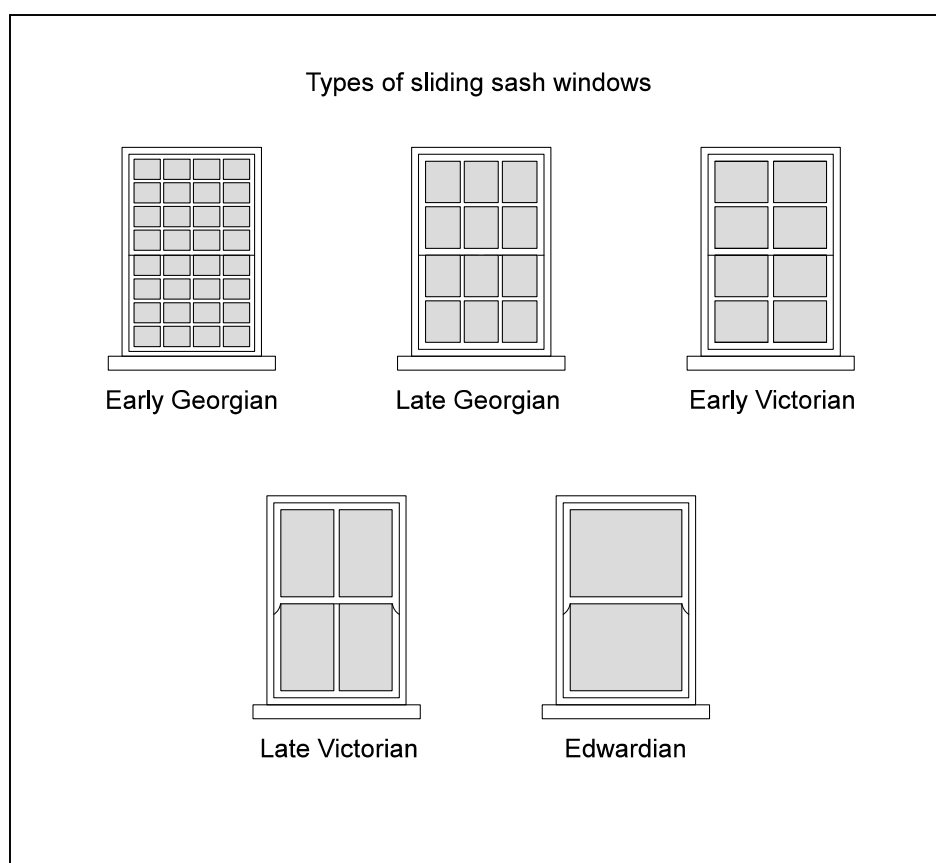 Types of sliding sash windows
Early Georgian
Late Georgian
Early Victorian
Late Victorian
Edwardian